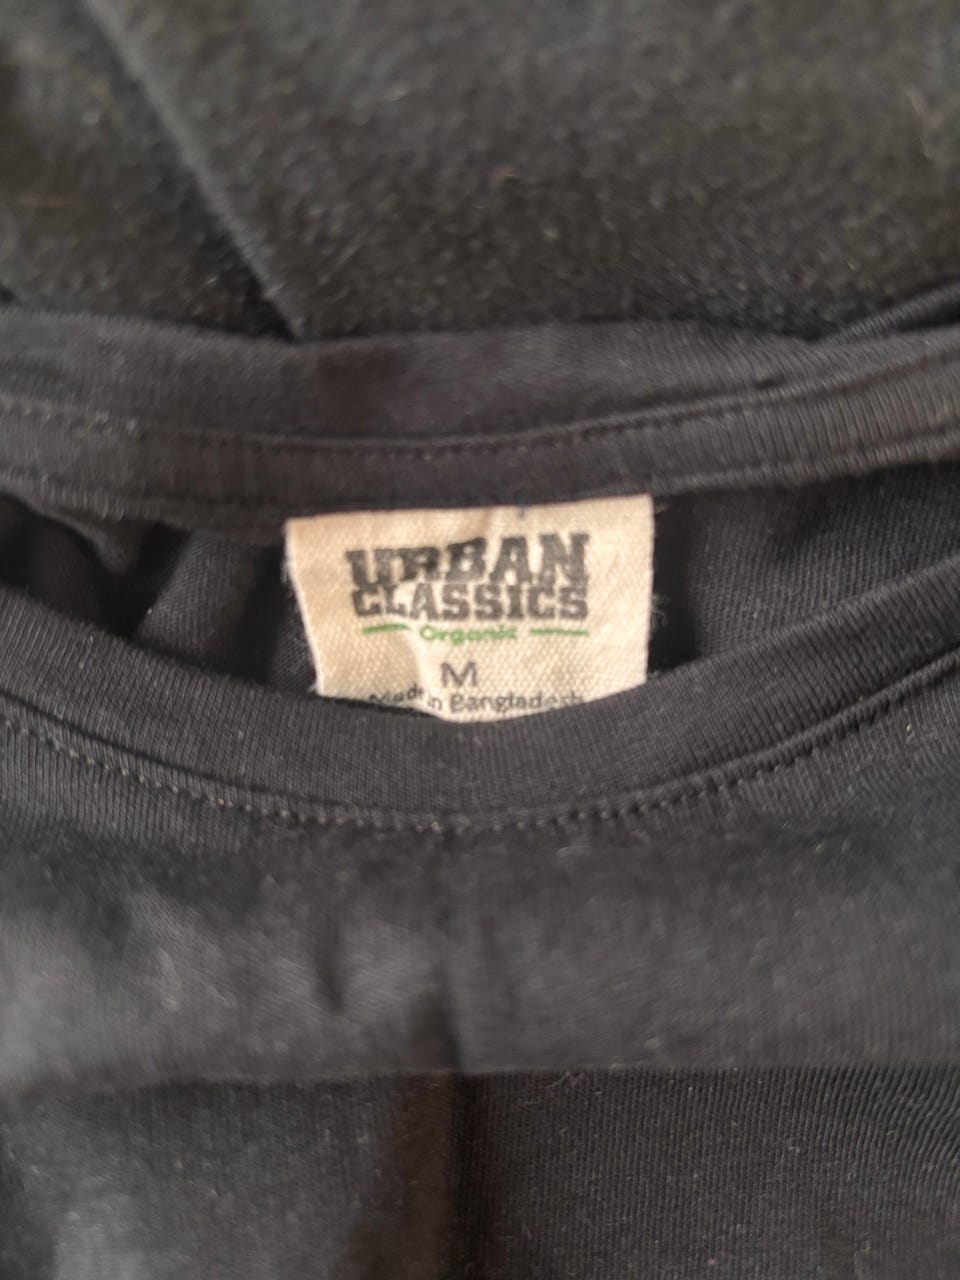 URBAN
CLASSICS
Organic
M
Made in Bangladesh